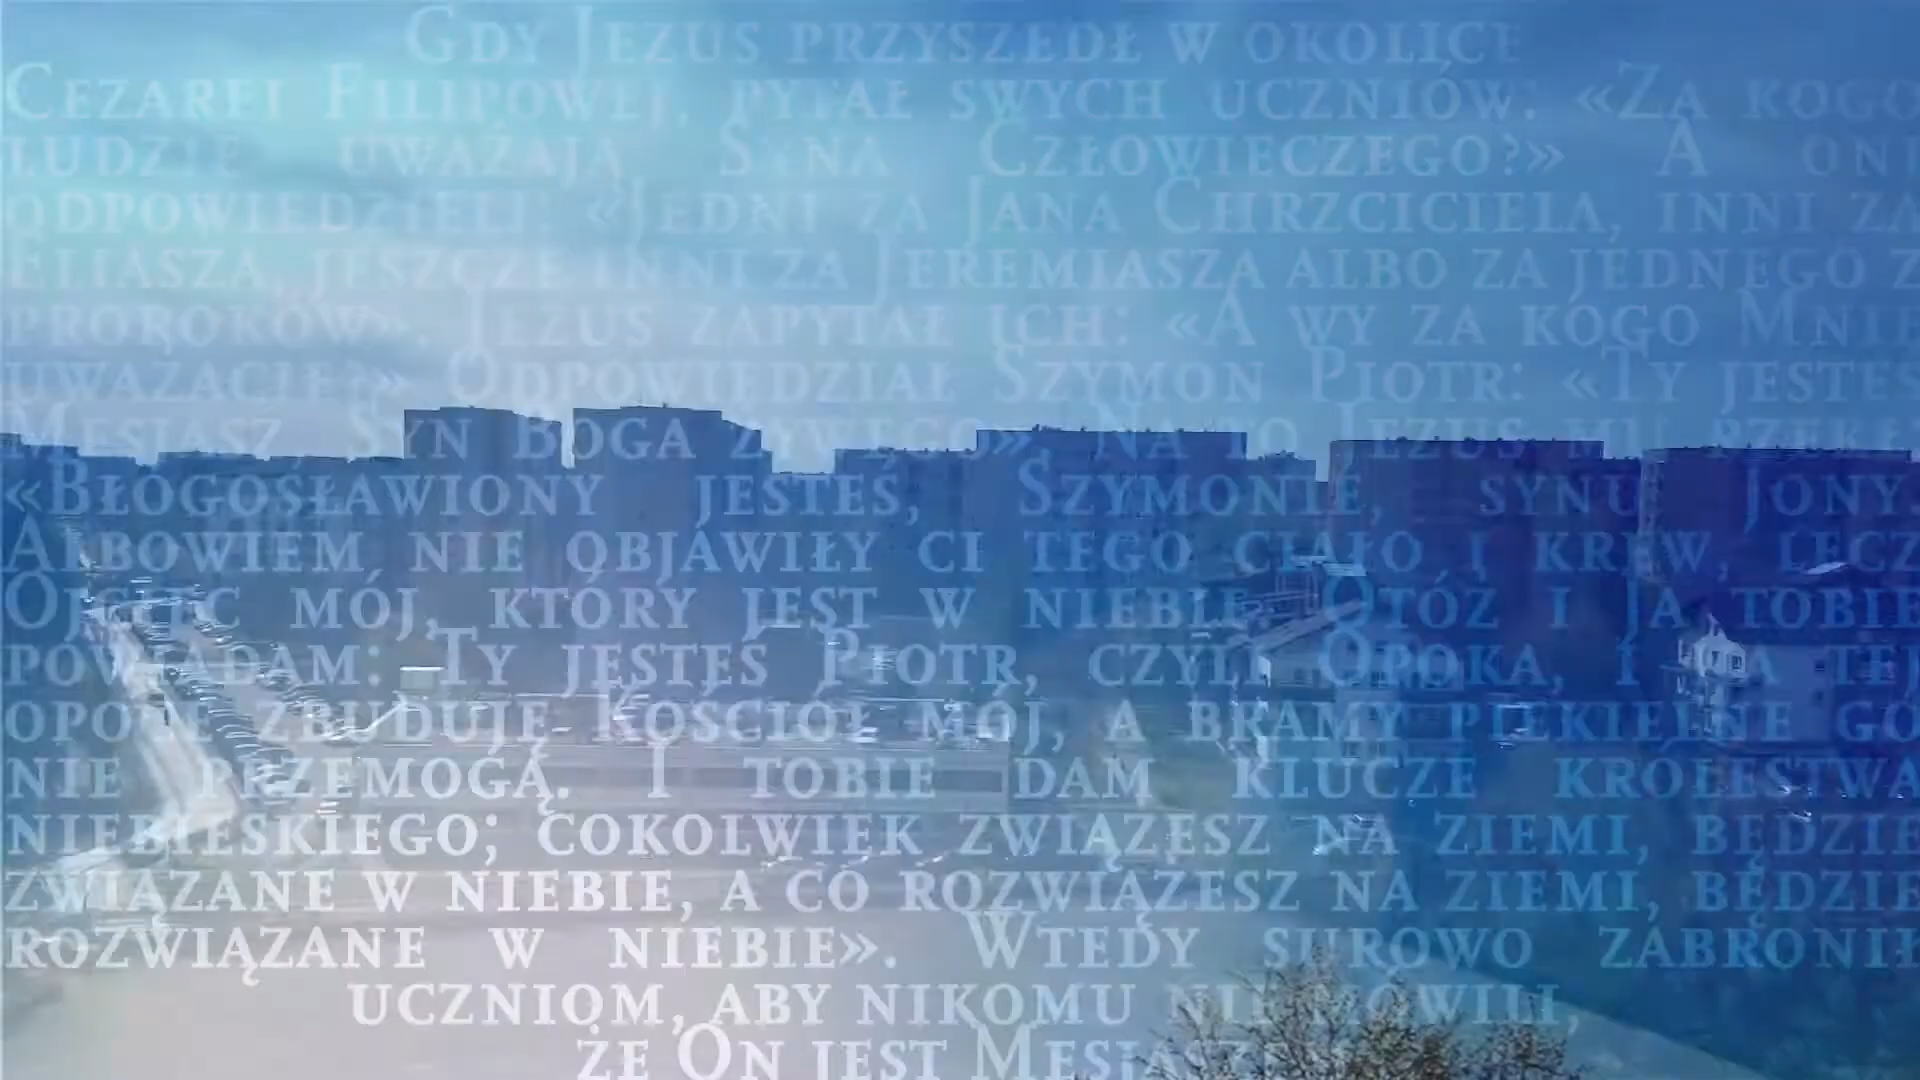 Gdy Jezus przyszedł w okolice
Cezarei Filipowej, pytał swych uczniów: «Za kogo
ludzie uważają Syna Człowieczego?» A oni
odpowiedzieli: «Jedni za Jana Chrzciciela, inni za
Eliasza, jeszcze inni za Jeremiasza albo za jednego z
proroków». Jezus zapytał ich: «A wy za kogo Mnie
uważacie?» Odpowiedział Szymon Piotr: «Ty jesteś
Mesjasz, Syn Boga żywego». Na to Jezus mu rzekł:
«Błogosławiony jesteś, Szymonie, synu Jony.
Albowiem nie objawiły ci tego ciało i krew, lecz
Ojciec mój, który jest w niebie. Otóż i Ja tobie
powiadam: Ty jesteś Piotr, czyli Opoka, i na tej
opoce zbuduję Kościół mój, a bramy piekielne go
nie przemogą. I tobie dam klucze królestwa
niebieskiego; cokolwiek zwiążesz na ziemi, będzie
związane w niebie, a co rozwiążesz na ziemi, będzie
rozwiązane w niebie». Wtedy surowo zabronił
uczniom, aby nikomu nie mówili,
że On jest Mesjaszem